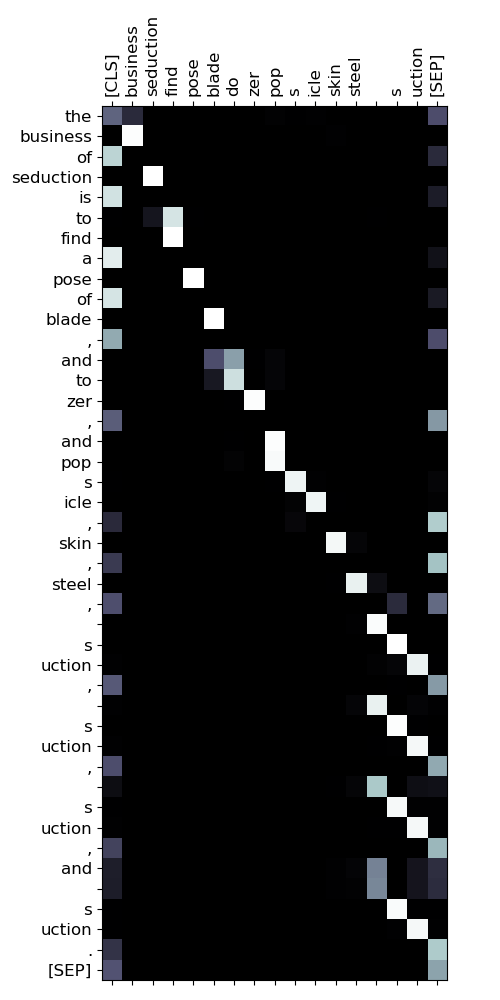 [CLS]
business
seduction
find
pose
blade
do
zer
pop
s
icle
skin
steel
s
uction
[SEP]
the
business
of
seduction
is
to
find
a
pose
of
blade
,
and
to
zer
,
and
pop
s
icle
,
skin
,
steel
,
s
uction
,
s
uction
,
s
uction
,
and
s
uction
.
[SEP]